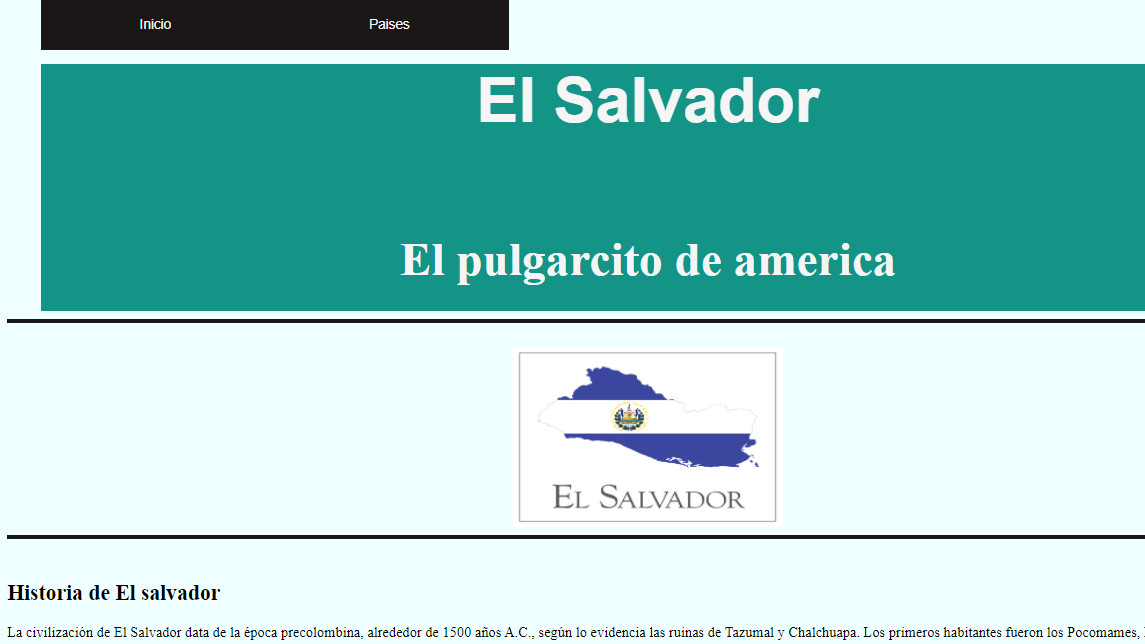 Inicio Paises
El Salvador
El pulgarcito de america
EL SALVADOR
Historia de El salvador
La civilización de El Salvador data de la época precolombina, alrededor de 1500 años A.C., según lo evidencia las ruinas de Tazumal y Chalchuapa. Los primeros habitantes fueron los Pocomames,